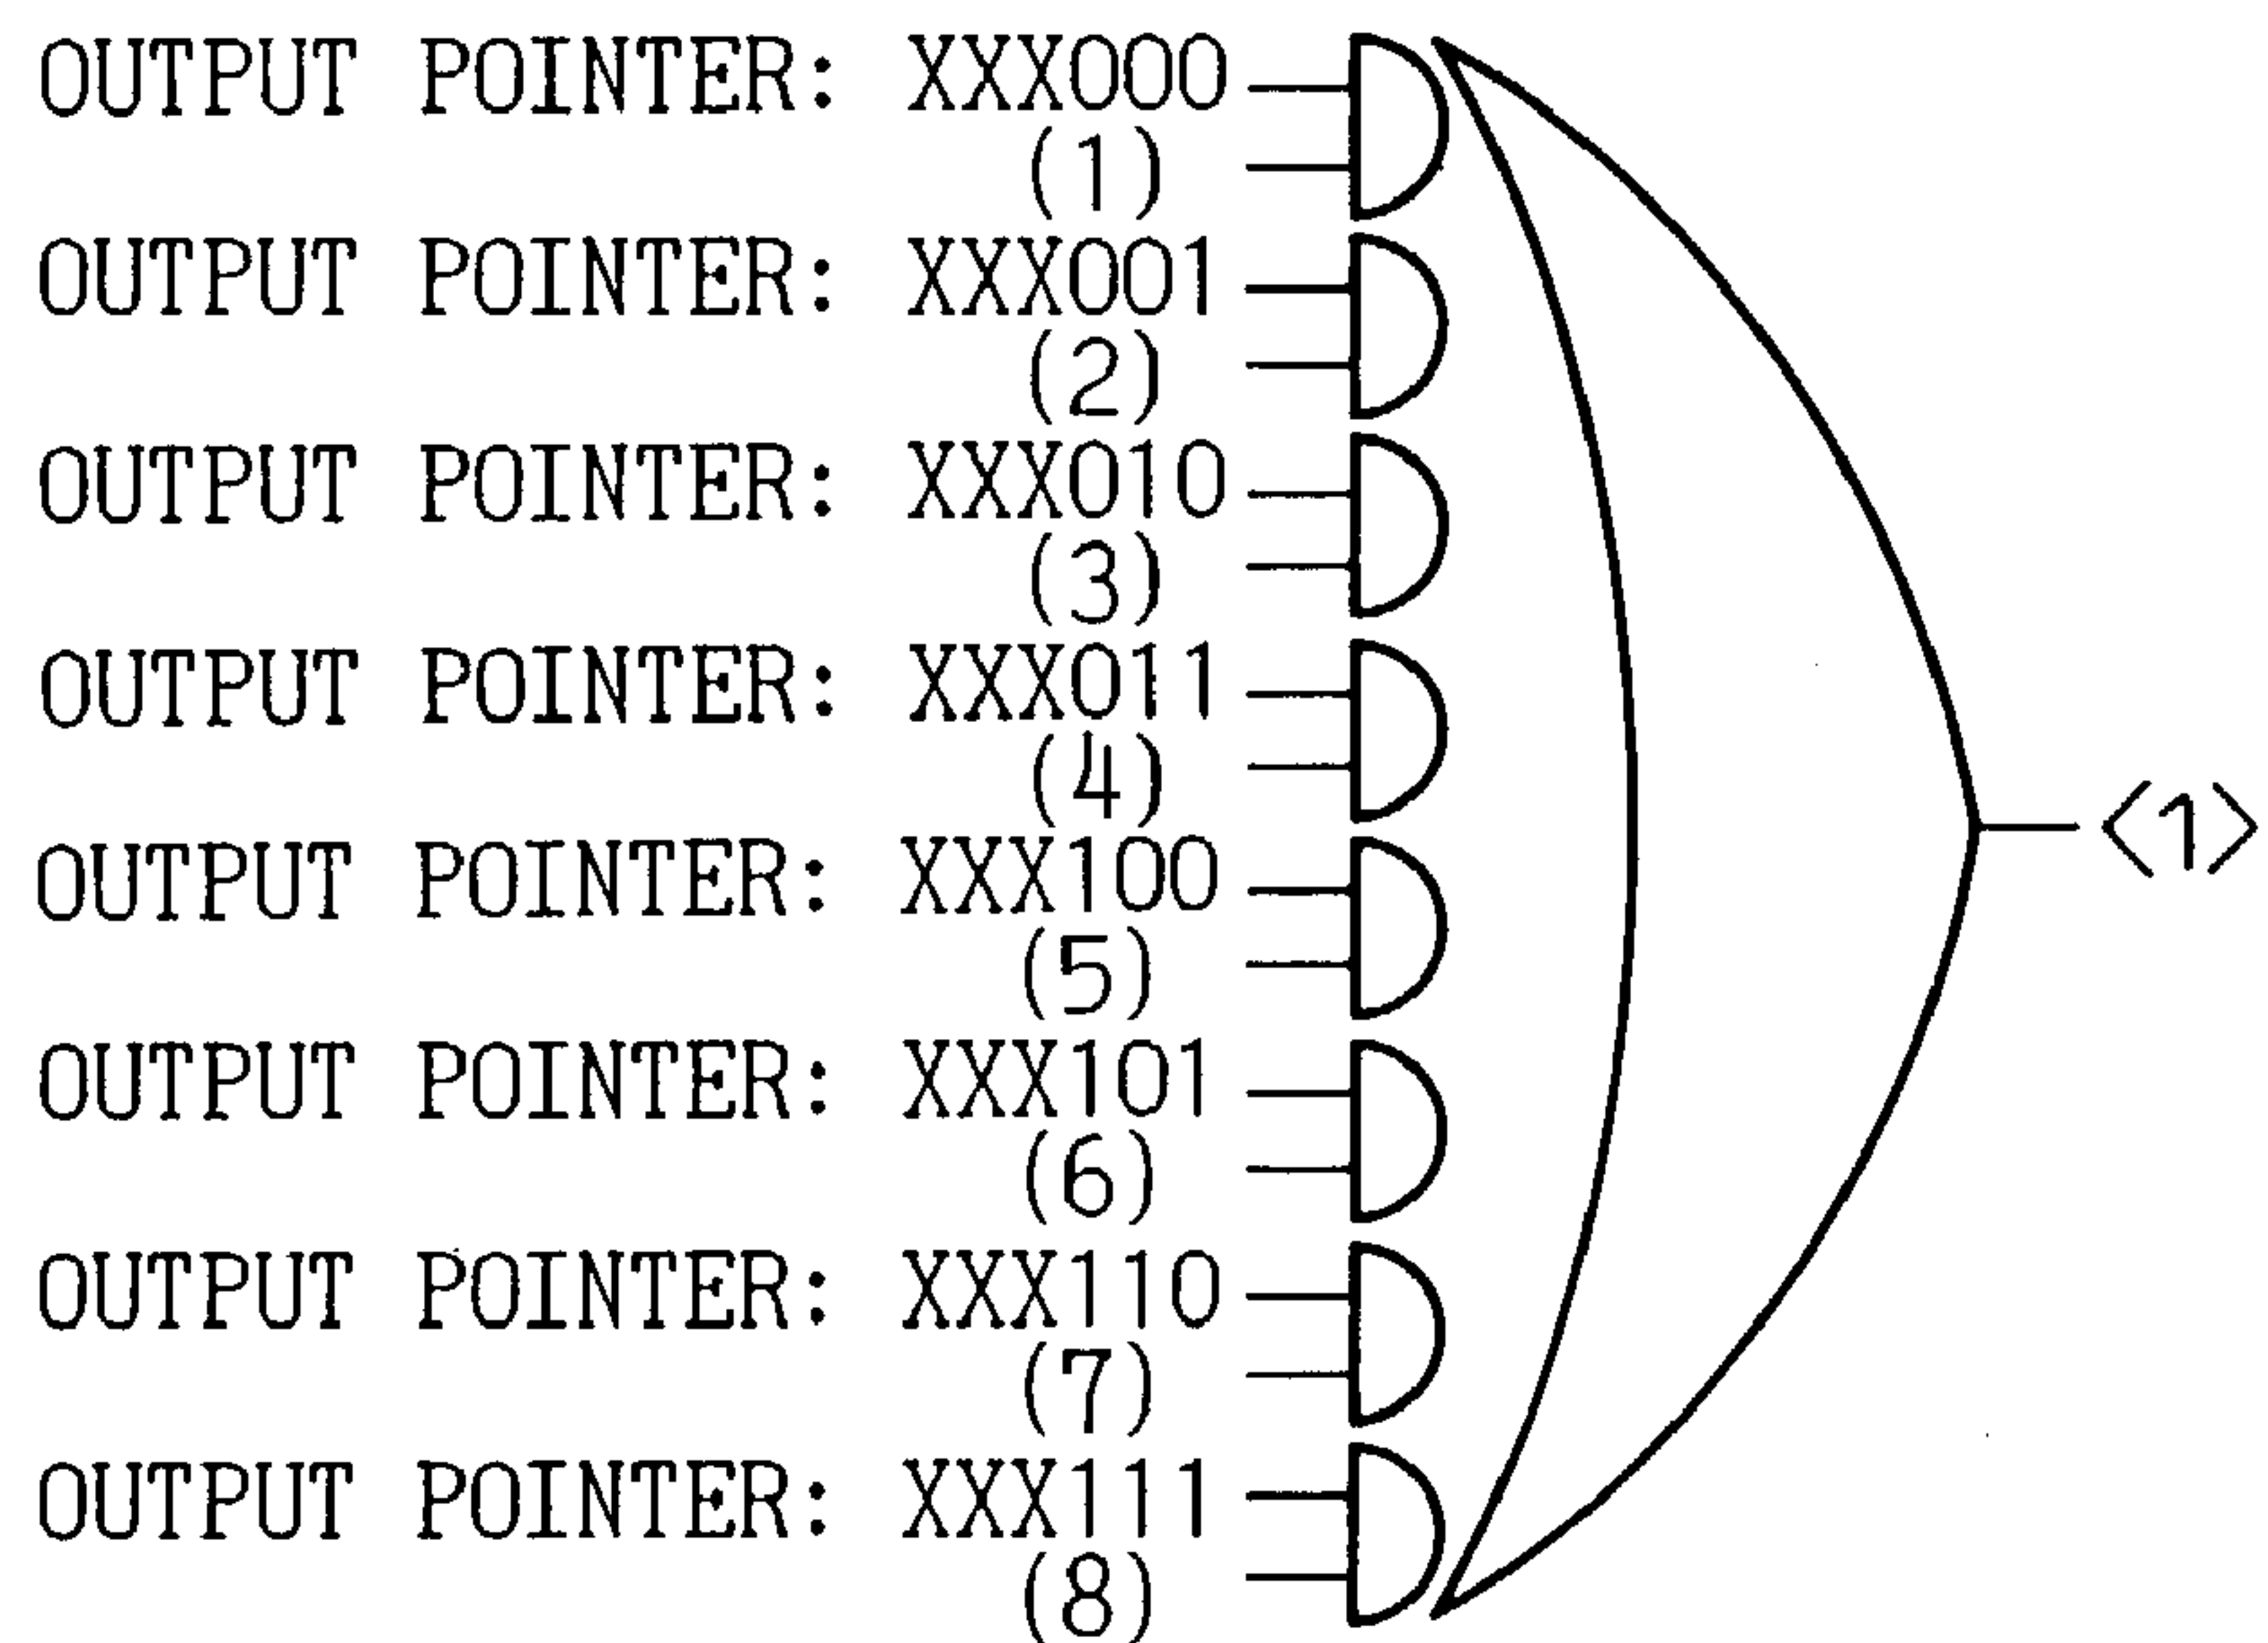 OUTPUT POINTER: XXX000
(1)
OUTPUT POINTER: XXX001
(2)
OUTPUT POINTER: XXX010
(3)
OUTPUT POINTER: XXX011
(4)
<1>
OUTPUT POINTER: XXX100
(5)
OUTPUT POINTER: XXX101
(6)
OUTPUT POINTER: XXX110
(7)
OUTPUT POINTER: XXX111
(8)